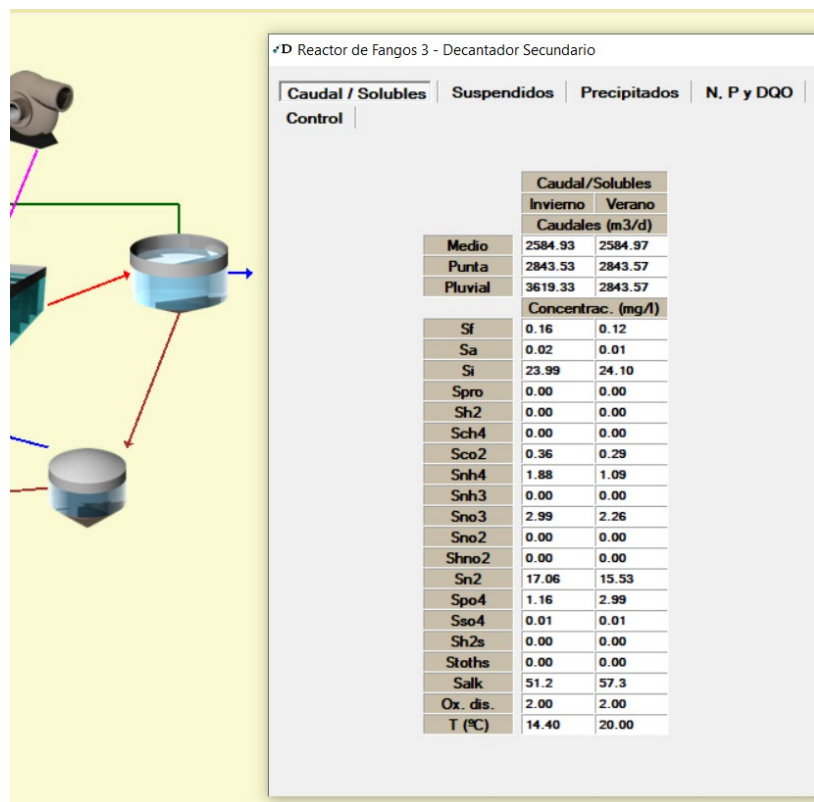 D Reactor de Fangos 3 - Decantador Secundario
Caudal / Solubles Suspendidos Precipitados N, P y DQO
Control
Caudal/Solubles
Invierno Verano
Caudales (m3/d)
Medio 2584.93 2584.97
Punta 2843.53 2843.57
Pluvial 3619.33 2843.57
Concentrac. (mg/l)
Sf 0.16 0.12
Sa 0.02 0.01
Si 23.99 24.10
Spro 0.00 0.00
Sh2 0.00 0.00
Sch4 0.00 0.00
Sco2 0.36 0.29
Snh4 1.88 1.09
Snh3 0.00 0.00
Sno3 2.99 2.26
Sno2 0.00 0.00
Shno2 0.00 0.00
Sn2 17.06 15.53
Spo4 1.16 2.99
Sso4 0.01 0.01
Sh2s 0.00 0.00
Stoths 0.00 0.00
Salk 51.2 57.3
Ox. dis. 2.00 2.00
T (ºC) 14.40 20.00